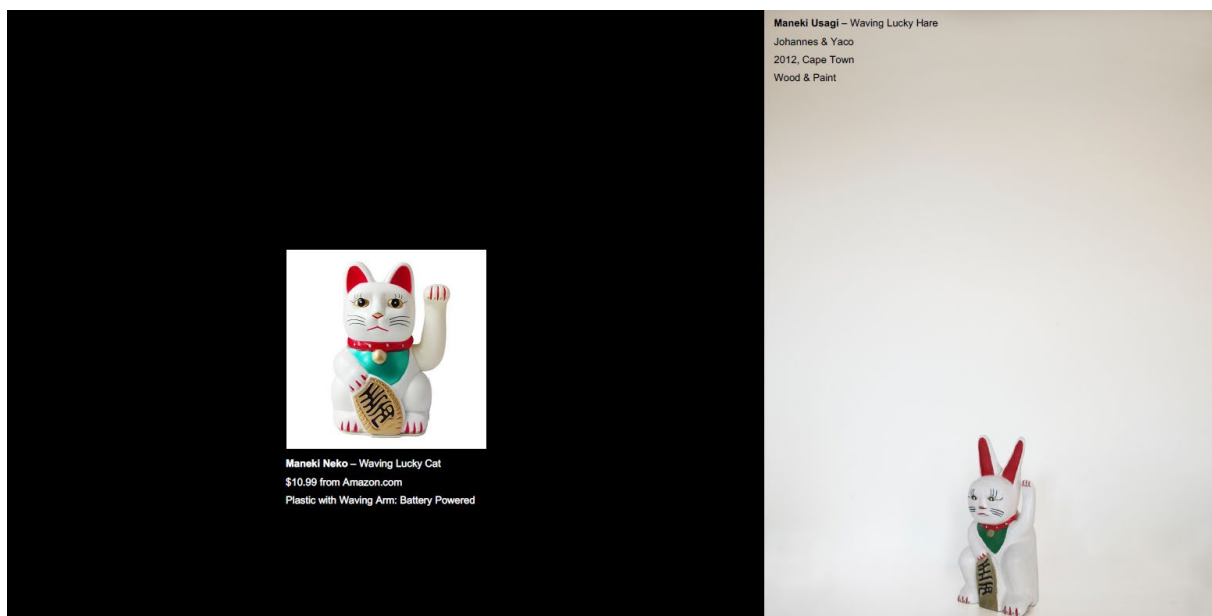 Maneki Neko – Waving Lucky Cat
$10.99 from Amazon.com
Plastic with Waving Arm: Battery Powered
Maneki Usagi – Waving Lucky Hare
Johannes & Yaco
2012, Cape Town
Wood & Paint